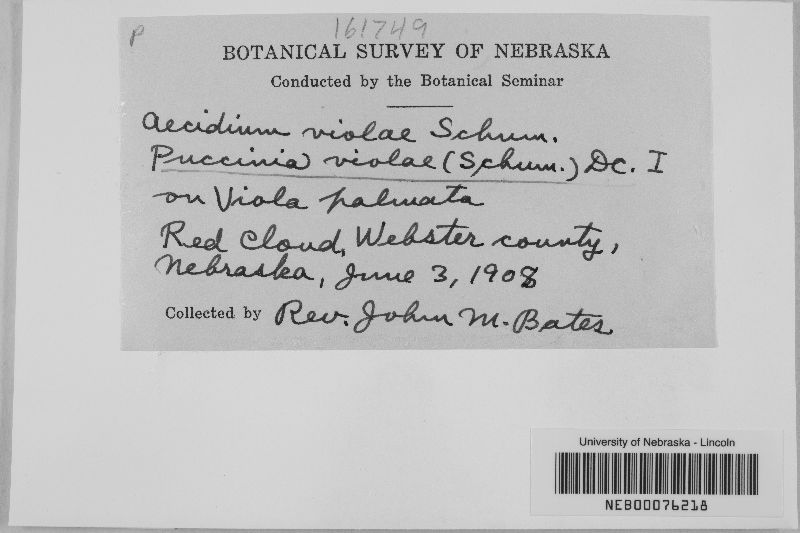 P
161749
BOTANICAL SURVEY OF NEBRASKA
Conducted by the Botanical Seminar
Aecidium violae Schum.
Puccinia violae (Schum.) DC. I
on Viola palmata
Red Cloud, Webster county,
Nebraska, June 3, 1908
Collected by Rev. John M. Bates
University of Nebraska - Lincoln
NEB00076218